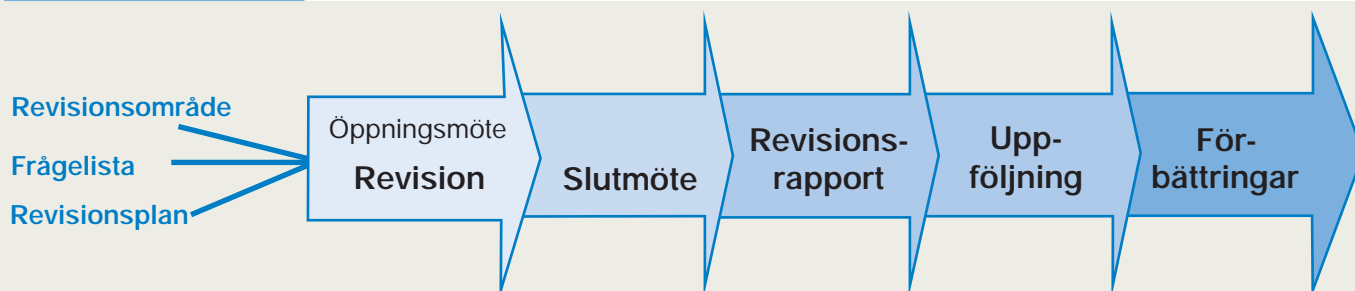 Revisionsområde
Frågelista
Revisionsplan
Öppningsmöte
Revision
Slutmöte
Revisions-
rapport
Upp-
följning
För-
bättringar